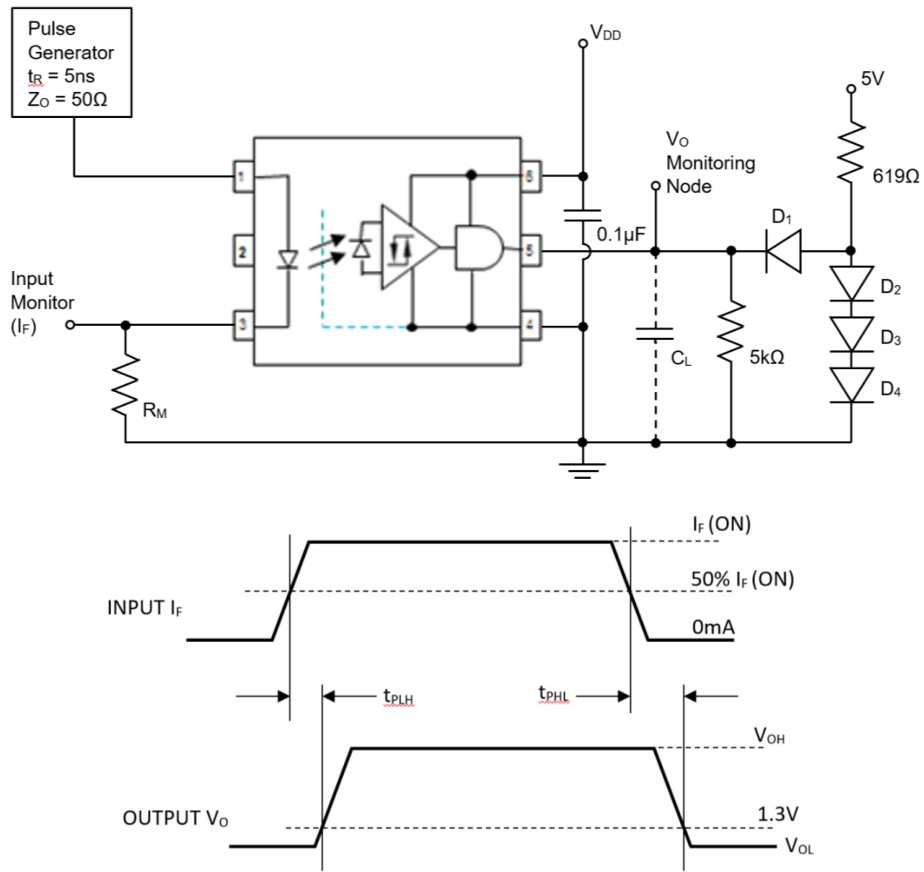 Pulse
Generator
tR = 5ns
ZO = 50Ω
VDD
5V
VO
Monitoring
Node
619Ω
D1
1
6
0.1µF
2
5
D2
Input
Monitor
(IF)
3
4
D3
CL
5kΩ
D4
RM
IF (ON)
50% IF (ON)
INPUT IF
0mA
tPLH
tPHL
VOH
OUTPUT VO
1.3V
VOL